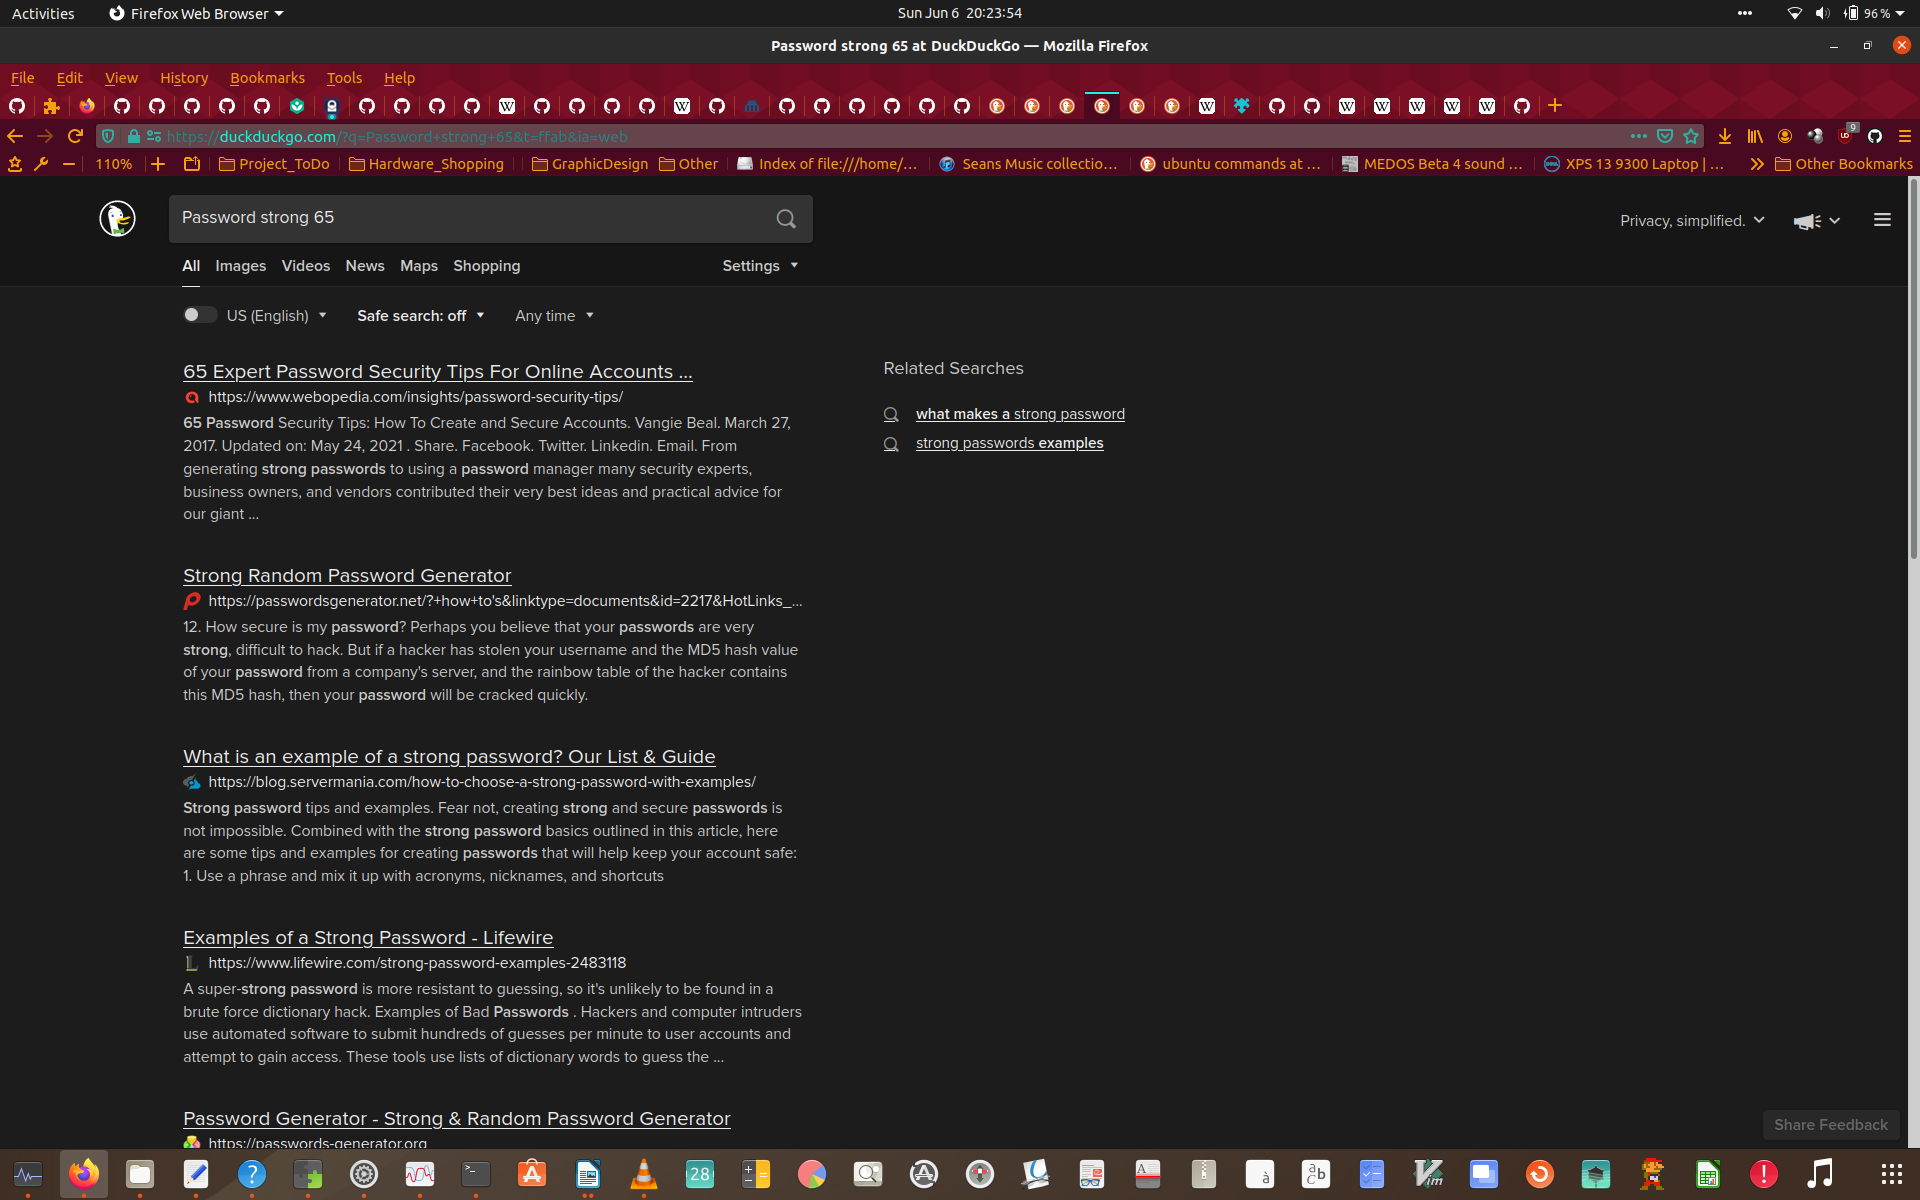 Activities
Firefox Web Browser
Sun Jun 6 20:23:54
96%
Password strong 65 at DuckDuckGo — Mozilla Firefox
File Edit View History Bookmarks Tools Help
https://duckduckgo.com/?q=Password+strong+65&t=ffab&ia=web
9
110%
Project_ToDo
Hardware_Shopping
GraphicDesign
Other
Index of file:///home/...
Seans Music collectio...
ubuntu commands at ...
MEDOS Beta 4 sound ...
XPS 13 9300 Laptop | ...
Other Bookmarks
Password strong 65
Privacy, simplified.
All Images Videos News Maps Shopping
Settings
US (English)
Safe search: off
Any time
65 Expert Password Security Tips For Online Accounts ...
https://www.webopedia.com/insights/password-security-tips/
65 Password Security Tips: How To Create and Secure Accounts. Vangie Beal. March 27,
2017. Updated on: May 24, 2021 . Share. Facebook. Twitter. Linkedin. Email. From
generating strong passwords to using a password manager many security experts,
business owners, and vendors contributed their very best ideas and practical advice for
our giant ...
Strong Random Password Generator
https://passwordsgenerator.net/?+how+to's&linktype=documents&id=2217&HotLinks_...
12. How secure is my password? Perhaps you believe that your passwords are very
strong, difficult to hack. But if a hacker has stolen your username and the MD5 hash value
of your password from a company's server, and the rainbow table of the hacker contains
this MD5 hash, then your password will be cracked quickly.
What is an example of a strong password? Our List & Guide
https://blog.servermania.com/how-to-choose-a-strong-password-with-examples/
Strong password tips and examples. Fear not, creating strong and secure passwords is
not impossible. Combined with the strong password basics outlined in this article, here
are some tips and examples for creating passwords that will help keep your account safe:
1. Use a phrase and mix it up with acronyms, nicknames, and shortcuts
Examples of a Strong Password - Lifewire
https://www.lifewire.com/strong-password-examples-2483118
A super-strong password is more resistant to guessing, so it's unlikely to be found in a
brute force dictionary hack. Examples of Bad Passwords . Hackers and computer intruders
use automated software to submit hundreds of guesses per minute to user accounts and
attempt to gain access. These tools use lists of dictionary words to guess the ...
Password Generator - Strong & Random Password Generator
https://passwords-generator.org
Related Searches
what makes a strong password
strong passwords examples
Share Feedback
28